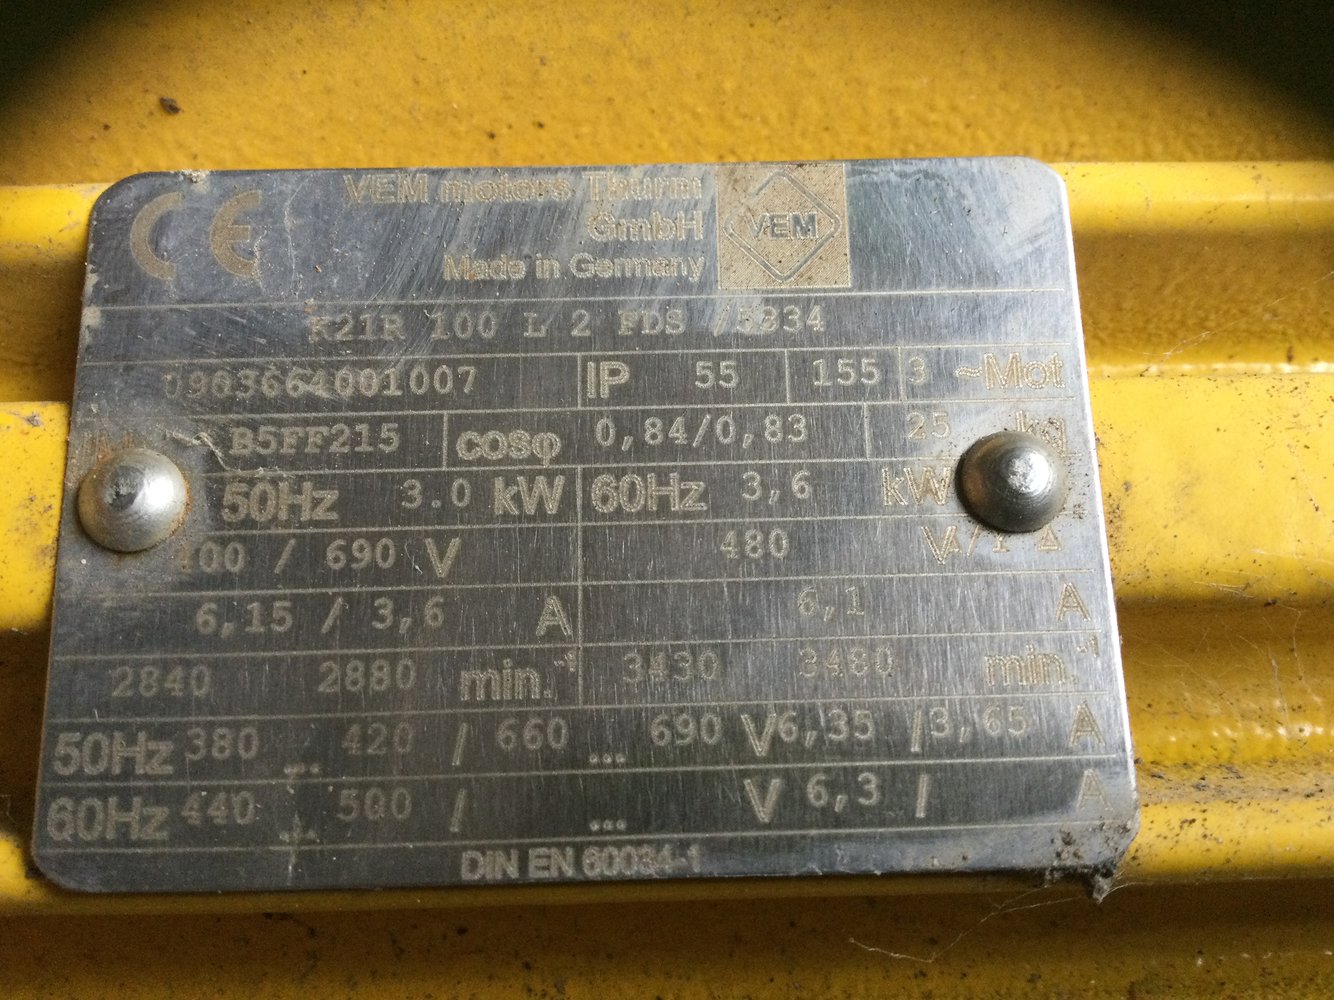 CE VEM motors Thurm
GmbH
Made in Germany
VEM
K21R 100 L 2 FDS /5334
0903664001007 IP 55 155 3 ~Mot
B5FF215 cosφ 0,84/0,83 25 kg
50Hz 3.0 kW 60Hz 3,6 kW
400 / 690 V 480 V
6,15 / 3,6 A 6,1 A
2840 2880 min.⁻¹ 3430 3480 min.⁻¹
50Hz 380 ... 420 / 660 ... 690 V 6,35 /3,65 A
60Hz 440 ... 500 / ... V 6,3 / A
DIN EN 60034-1